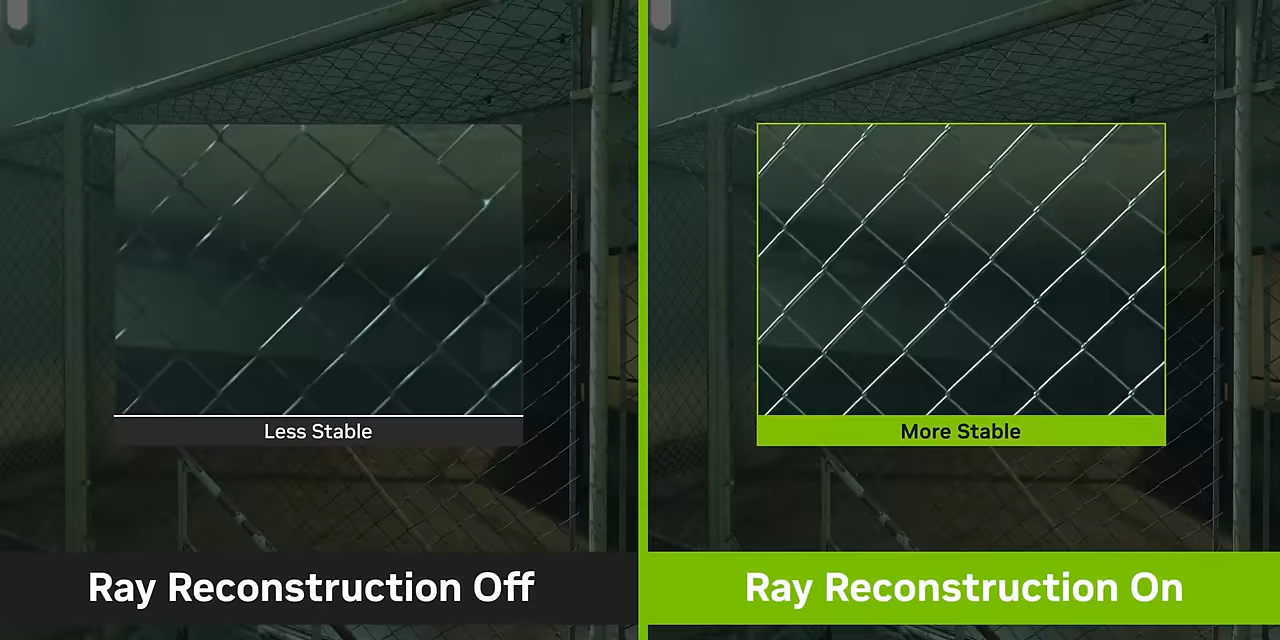 Less Stable
More Stable
Ray Reconstruction Off
Ray Reconstruction On